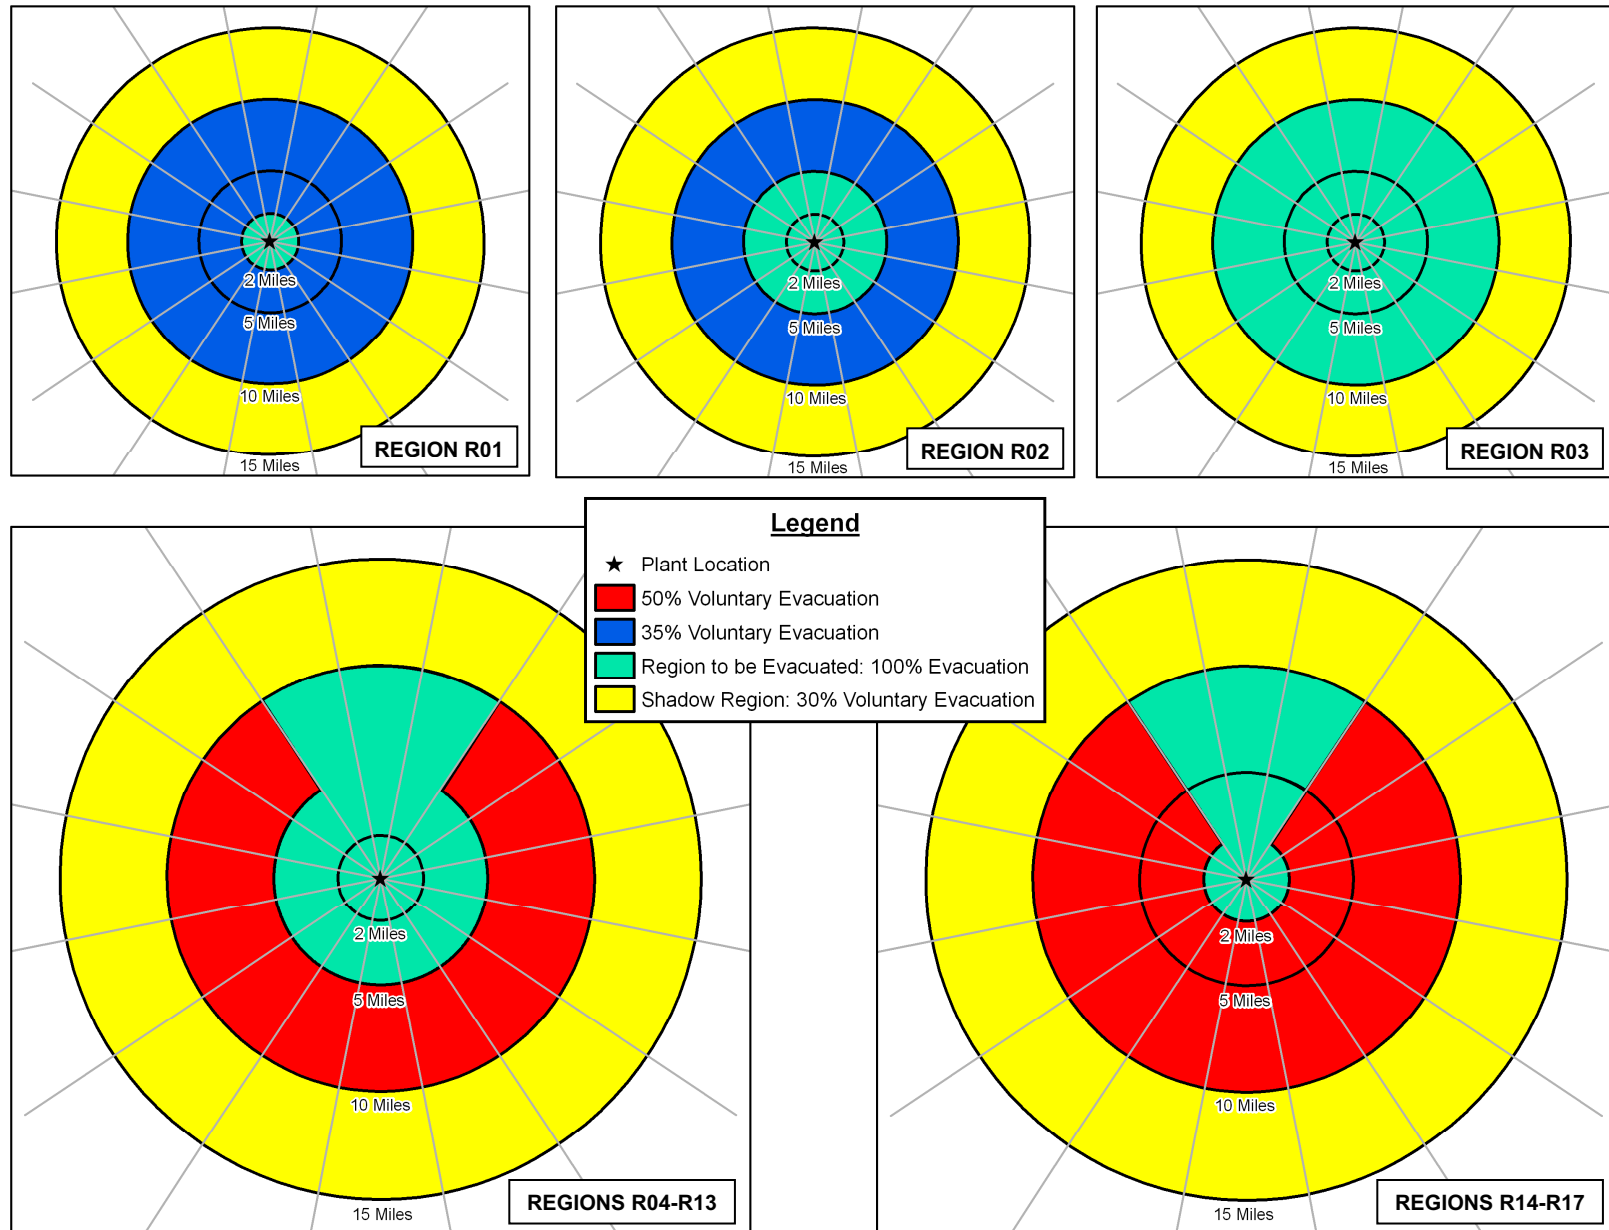 2 Miles
5 Miles
10 Miles
15 Miles
REGION R01
2 Miles
5 Miles
10 Miles
15 Miles
REGION R02
2 Miles
5 Miles
10 Miles
15 Miles
REGION R03
Legend
Plant Location
50% Voluntary Evacuation
35% Voluntary Evacuation
Region to be Evacuated: 100% Evacuation
Shadow Region: 30% Voluntary Evacuation
2 Miles
5 Miles
10 Miles
15 Miles
REGIONS R04-R13
2 Miles
5 Miles
10 Miles
15 Miles
REGIONS R14-R17